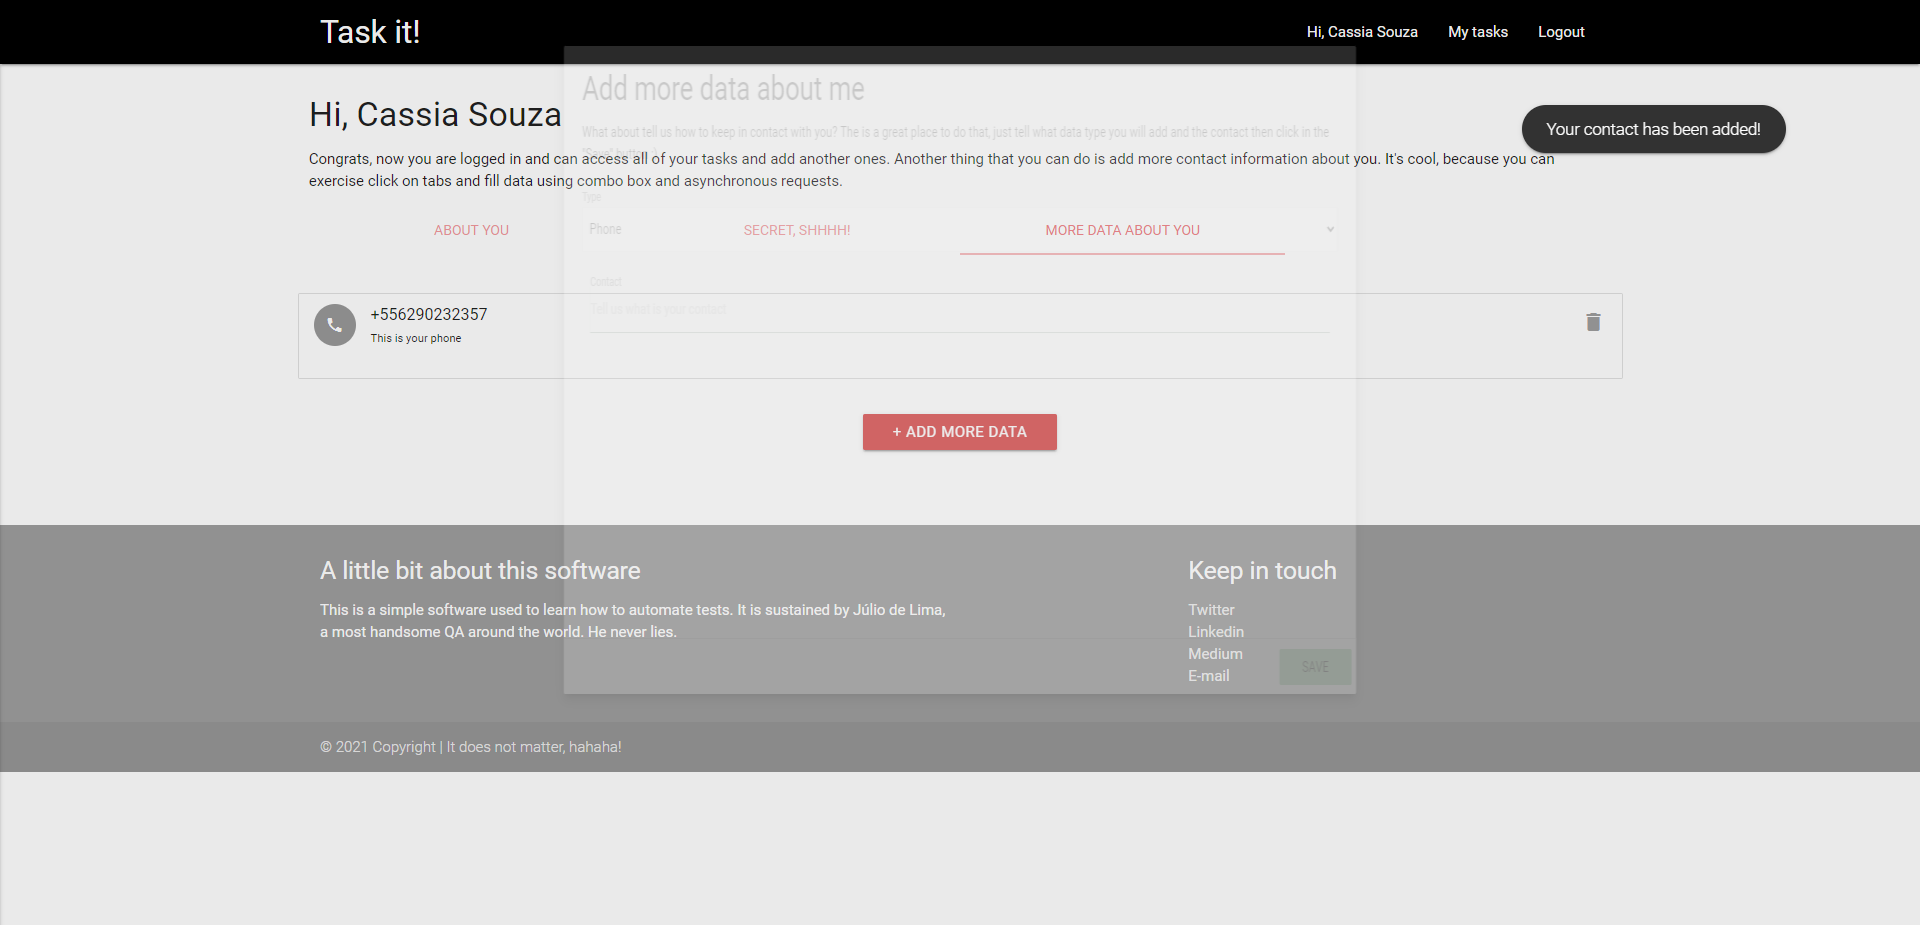 Task it!
Hi, Cassia Souza
My tasks
Logout
Add more data about me
Hi, Cassia Souza
What about tell us how to keep in contact with you? The is a great place to do that, just tell what data type you will add and the contact then click in the
"Save" button :)
Your contact has been added!
Congrats, now you are logged in and can access all of your tasks and add another ones. Another thing that you can do is add more contact information about you. It's cool, because you can
exercise click on tabs and fill data using combo box and asynchronous requests.
Type
ABOUT YOU
Phone
SECRET, SHHHH!
MORE DATA ABOUT YOU
Contact
Tell us what is your contact
+556290232357
This is your phone
+ ADD MORE DATA
A little bit about this software
This is a simple software used to learn how to automate tests. It is sustained by Júlio de Lima,
a most handsome QA around the world. He never lies.
Keep in touch
Twitter
Linkedin
Medium
E-mail
SAVE
© 2021 Copyright | It does not matter, hahaha!